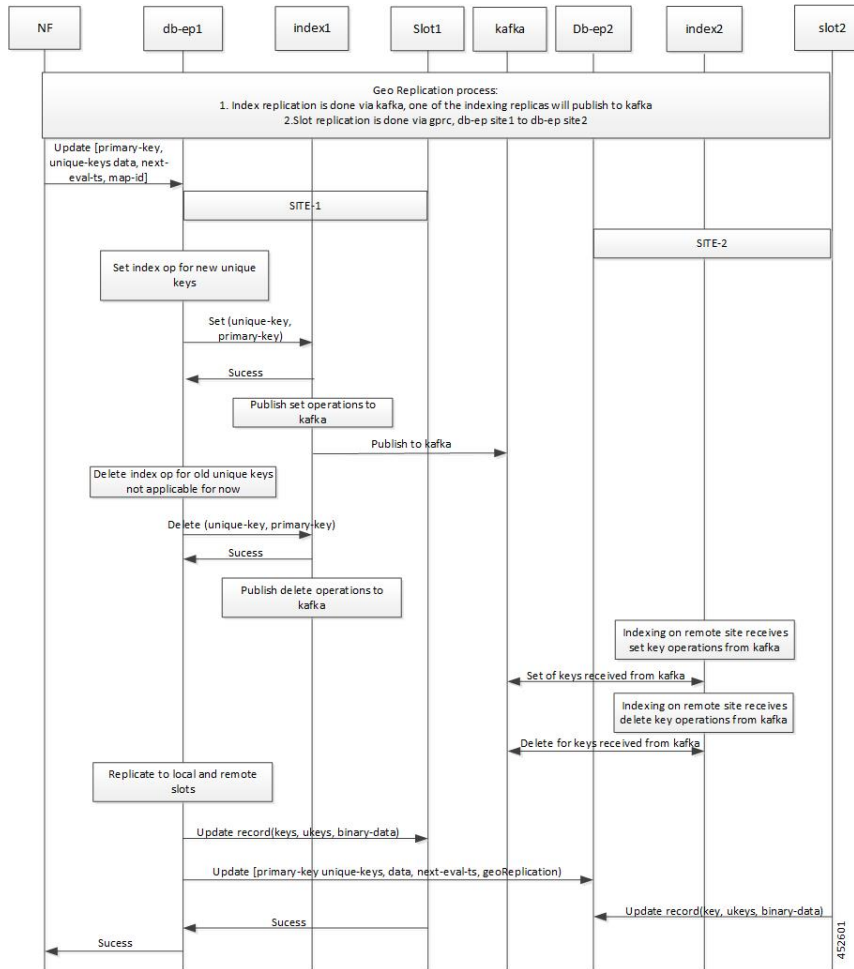 NF
db-ep1
index1
Slot1
kafka
Db-ep2
index2
slot2
Geo Replication process:
1. Index replication is done via kafka, one of the indexing replicas will publish to kafka
2.Slot replication is done via gprc, db-ep site1 to db-ep site2
Update [primary-key,
unique-keys data, next-
eval-ts, map-id]
SITE-1
SITE-2
Set index op for new unique
keys
Set (unique-key,
primary-key)
Sucess
Publish set operations to
kafka
Publish to kafka
Delete index op for old unique keys
not applicable for now
Delete (unique-key, primary-key)
Sucess
Publish delete operations to
kafka
Indexing on remote site receives
set key operations from kafka
Set of keys received from kafka
Indexing on remote site receives
delete key operations from kafka
Delete for keys received from kafka
Replicate to local and remote
slots
Update record(keys, ukeys, binary-data)
Update [primary-key unique-keys, data, next-eval-ts, geoReplication)
Update record(key, ukeys, binary-data)
Sucess
Sucess
452601